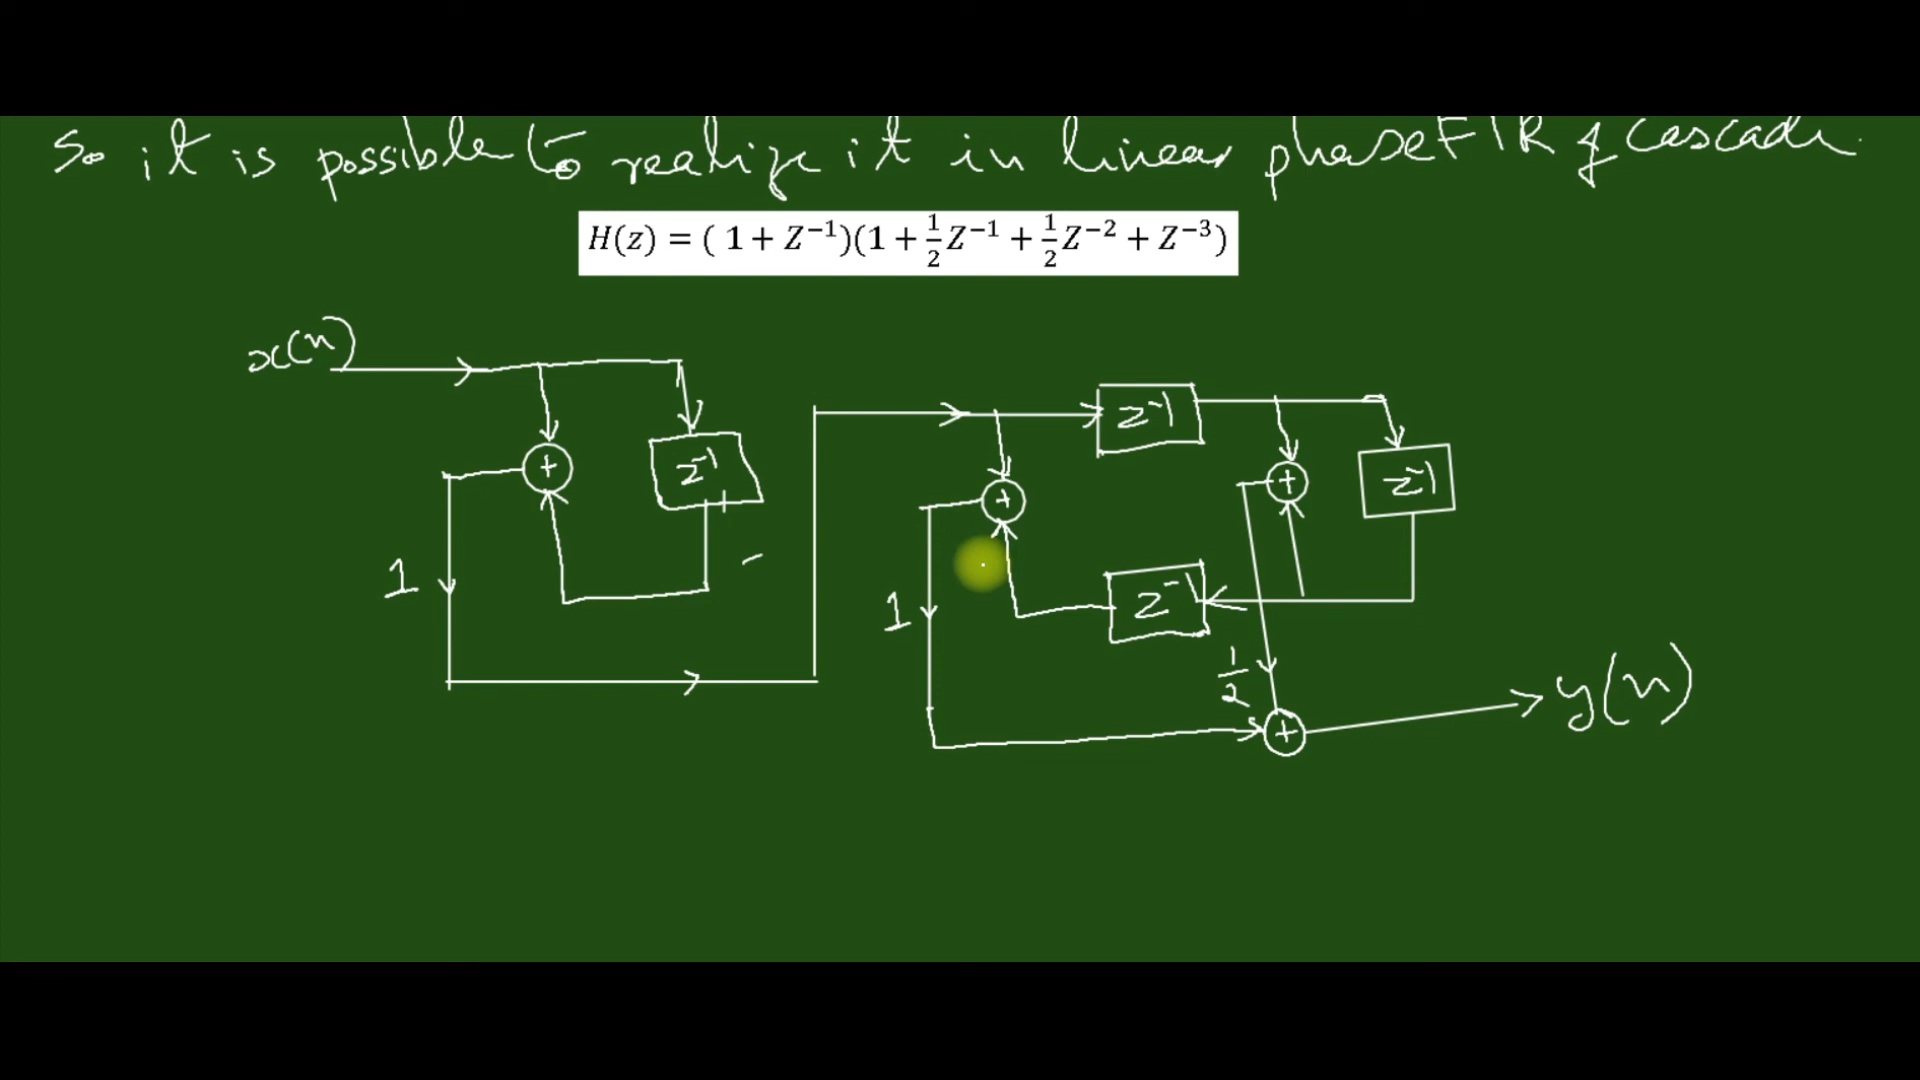 So it is possible to realize it in linear phase FIR & Cascade.
H(z) = ( 1 + Z⁻¹)(1 + ½Z⁻¹ + ½Z⁻² + Z⁻³)
x(n)
z⁻¹
+
z⁻¹
z⁻¹
+
+
1
1
z⁻¹
1/2
+
y(n)